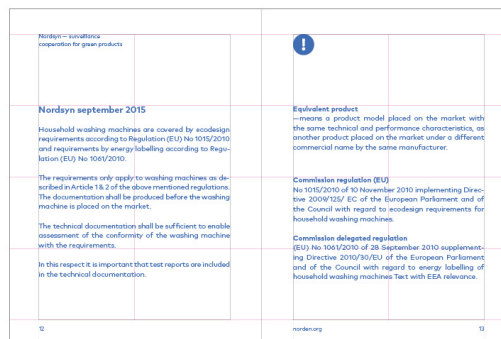 Nordsyn — surveillance
cooperation for green products
Nordsyn september 2015
Household washing machines are covered by ecodesign
requirements according to Regulation (EU) No 1015/2010
and requirements by energy labelling according to Regu-
lation (EU) No 1061/2010.
The requirements only apply to washing machines as de-
scribed in Article 1 & 2 of the above mentioned regulations.
The documentation shall be produced before the washing
machine is placed on the market.
The technical documentation shall be sufficient to enable
assessment of the conformity of the washing machine
with the requirements.
In this respect it is important that test reports are included
in the technical documentation.
12
!
Equivalent product
—means a product model placed on the market with
the same technical and performance characteristics, as
another product placed on the market under a different
commercial name by the same manufacturer.
Commission regulation (EU)
No 1015/2010 of 10 November 2010 implementing Direc-
tive 2009/125/ EC of the European Parliament and of
the Council with regard to ecodesign requirements for
household washing machines.
Commission delegated regulation
(EU) No 1061/2010 of 28 September 2010 supplement-
ing Directive 2010/30/EU of the European Parliament
and of the Council with regard to energy labelling of
household washing machines Text with EEA relevance.
norden.org
13